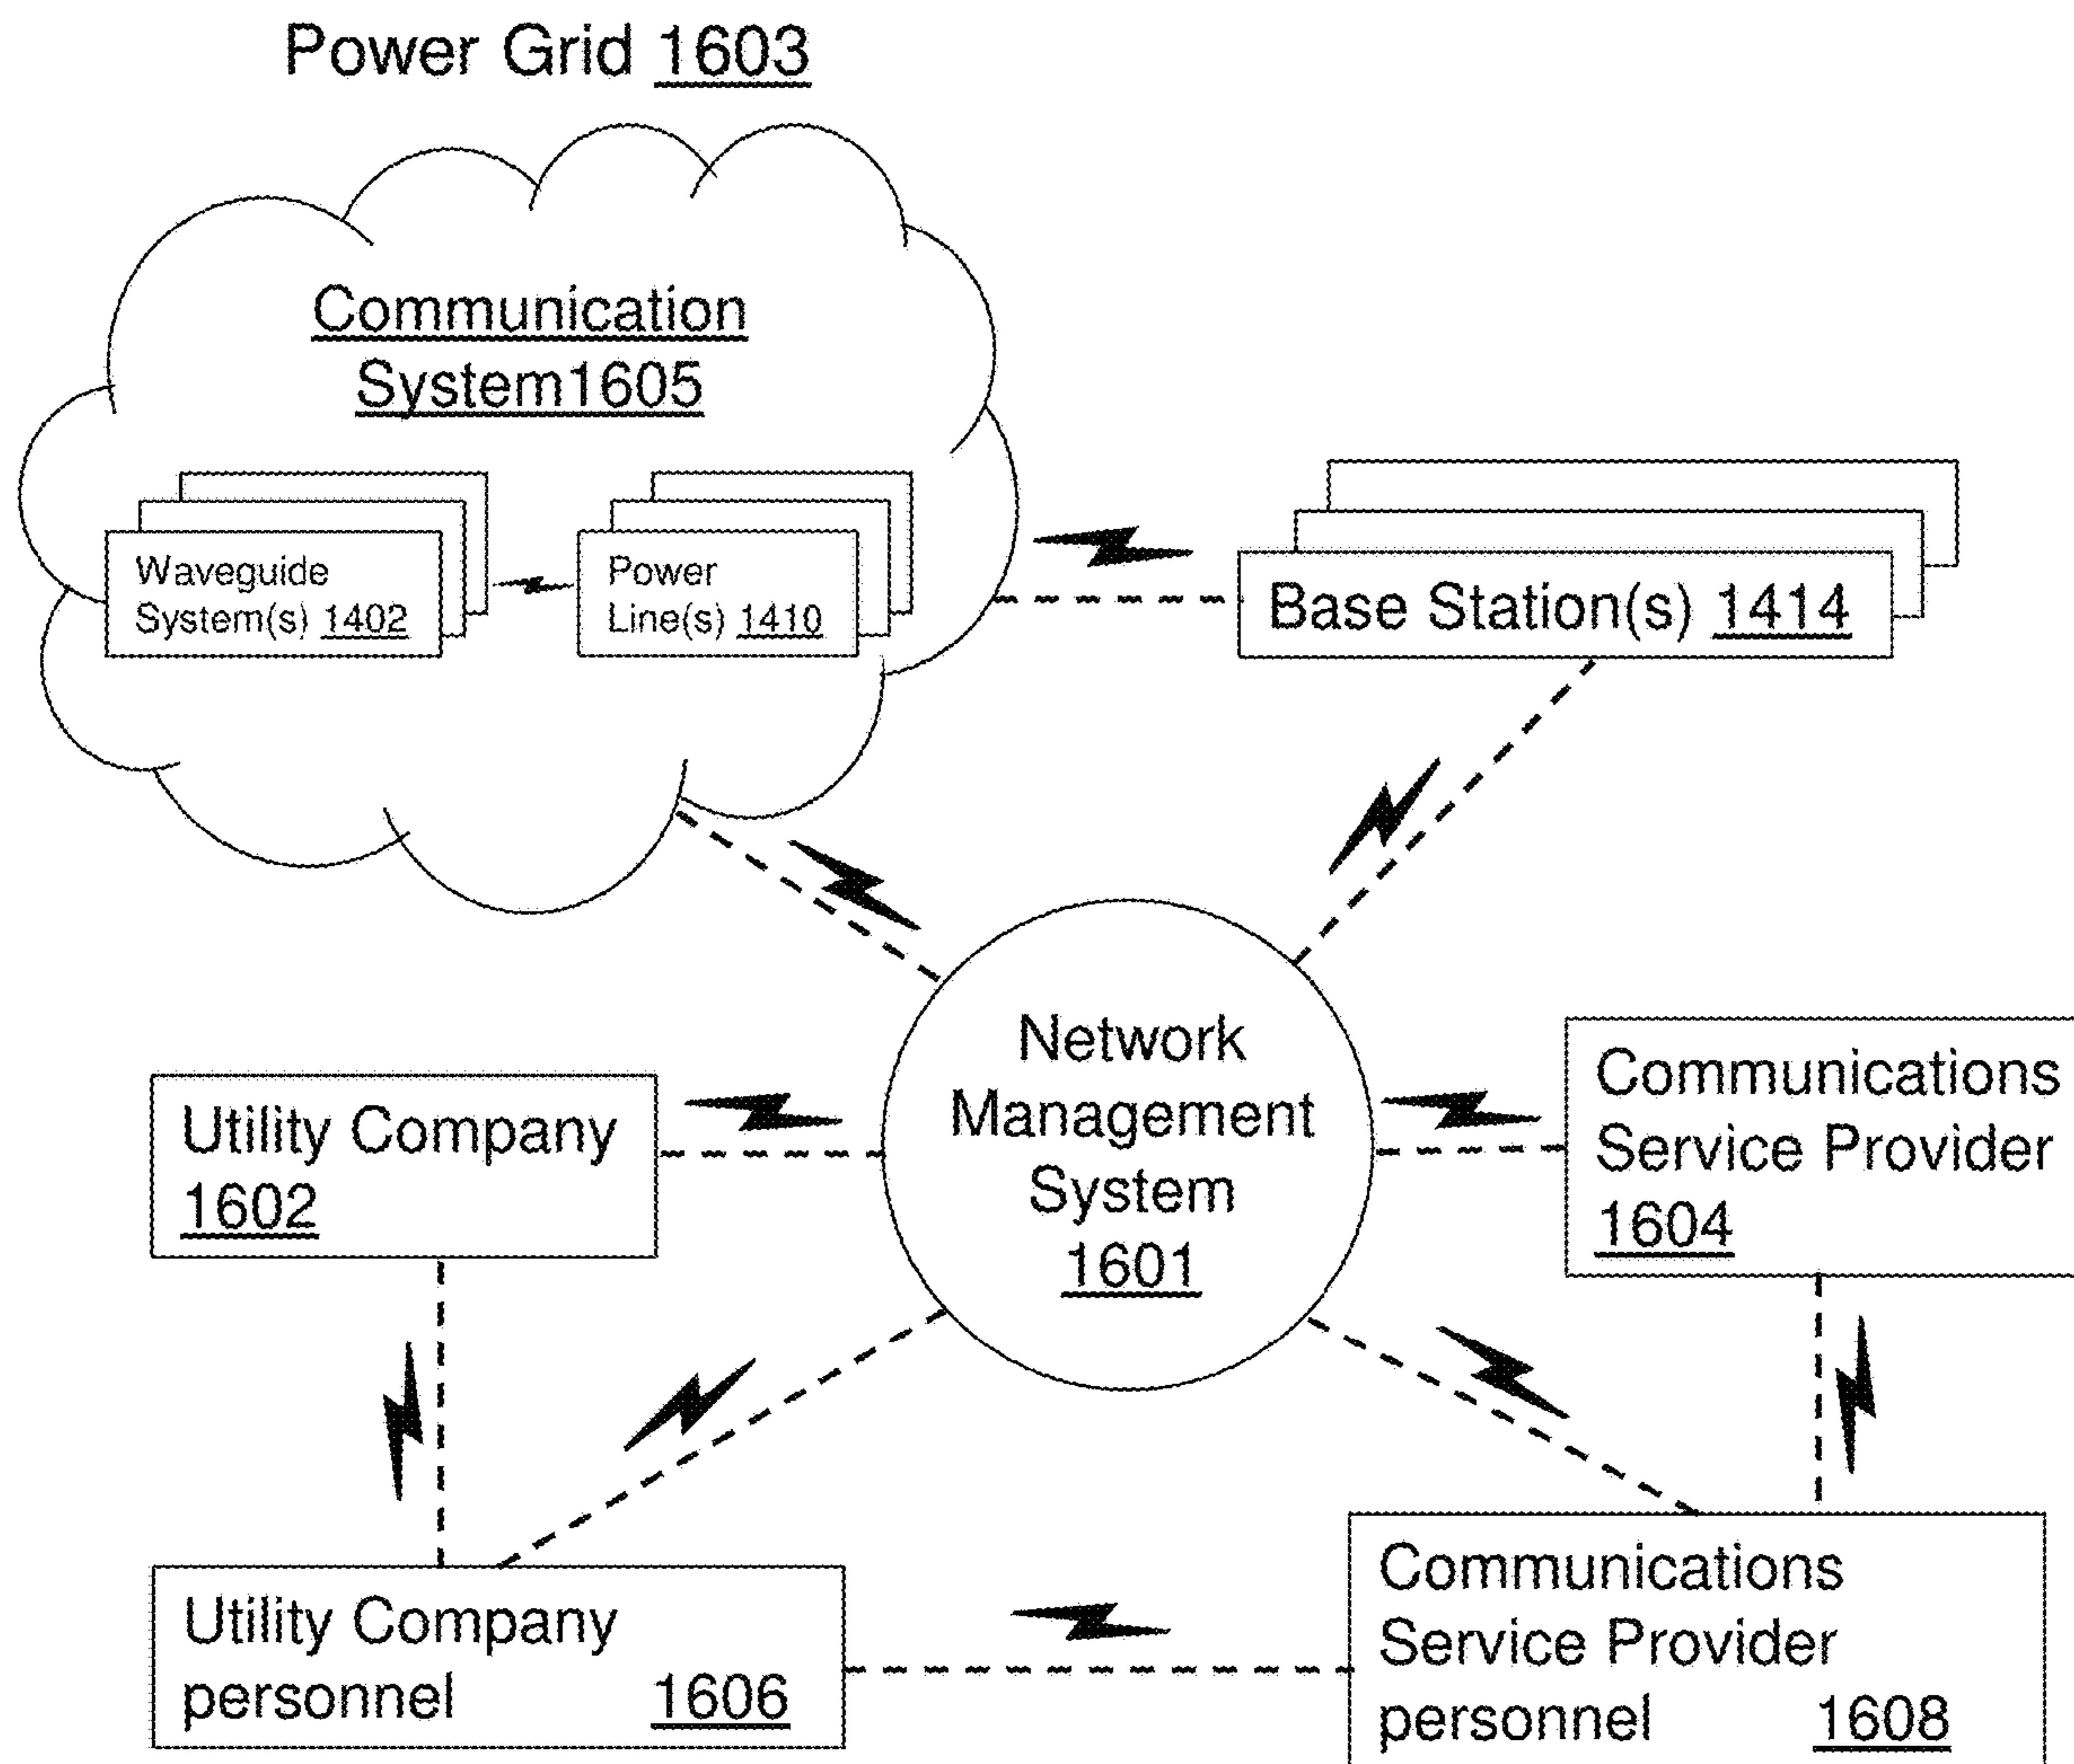 Power Grid 1603
Communication
System1605
Waveguide
System(s) 1402
Power
Line(s) 1410
Base Station(s) 1414
Network
Management
System
1601
Utility Company
1602
Communications
Service Provider
1604
Utility Company
personnel 1606
Communications
Service Provider
personnel 1608